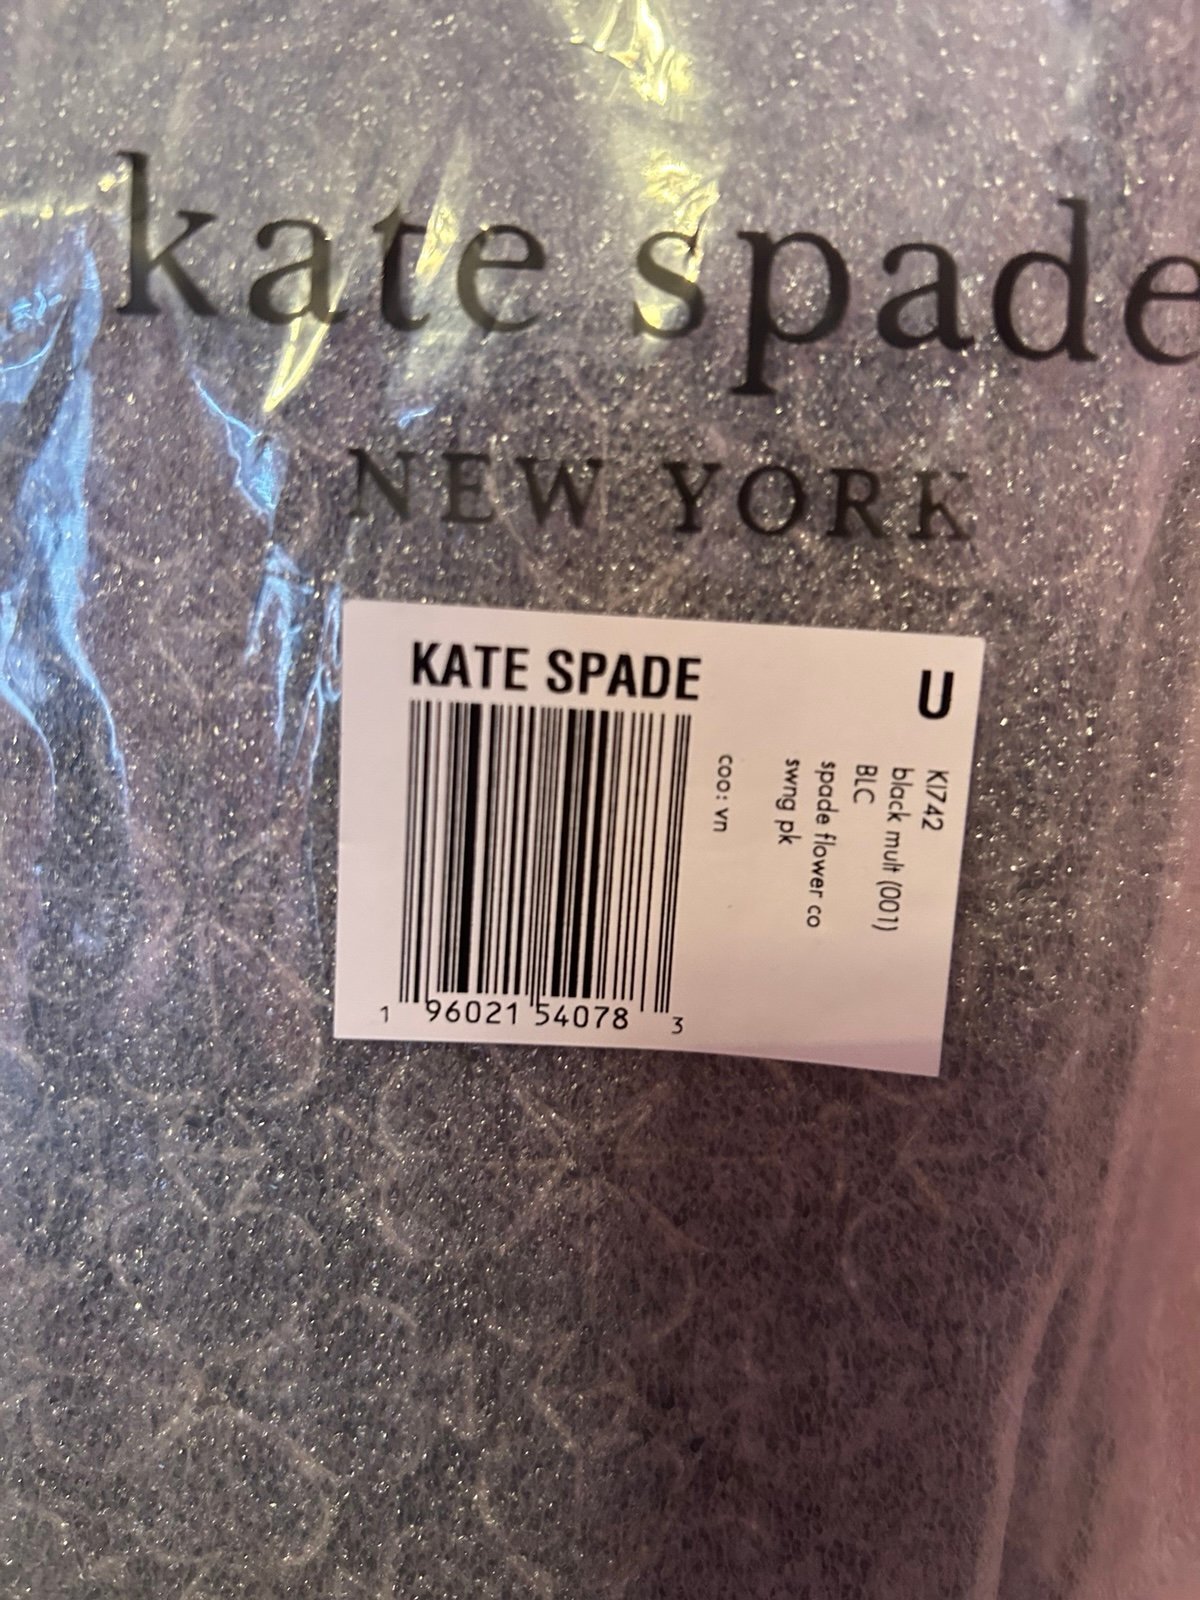 kate spade
NEW YORK
KATE SPADE
U
KI742
black mult (001)
BLC
spade flower co
swng pk
coo: vn
1 96021 54078 3